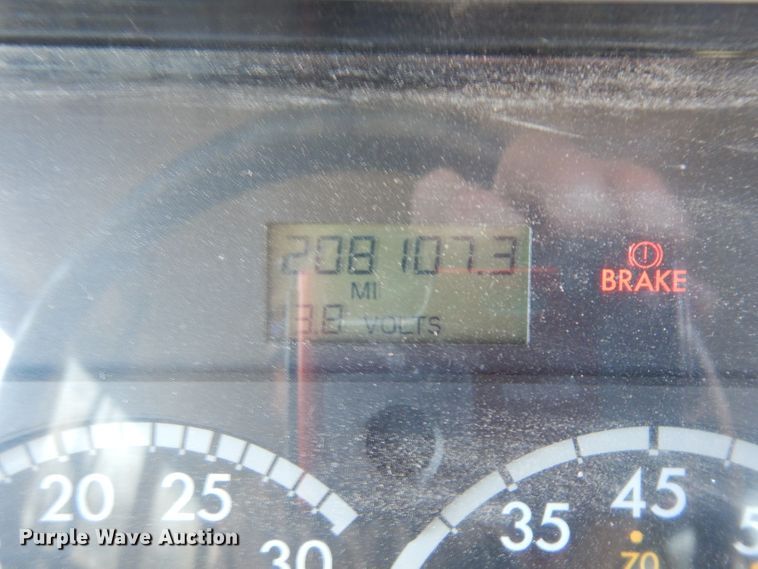 208107.3
MI
BRAKE
VOLTS
20
25
30
35
45
70
Purple Wave Auction